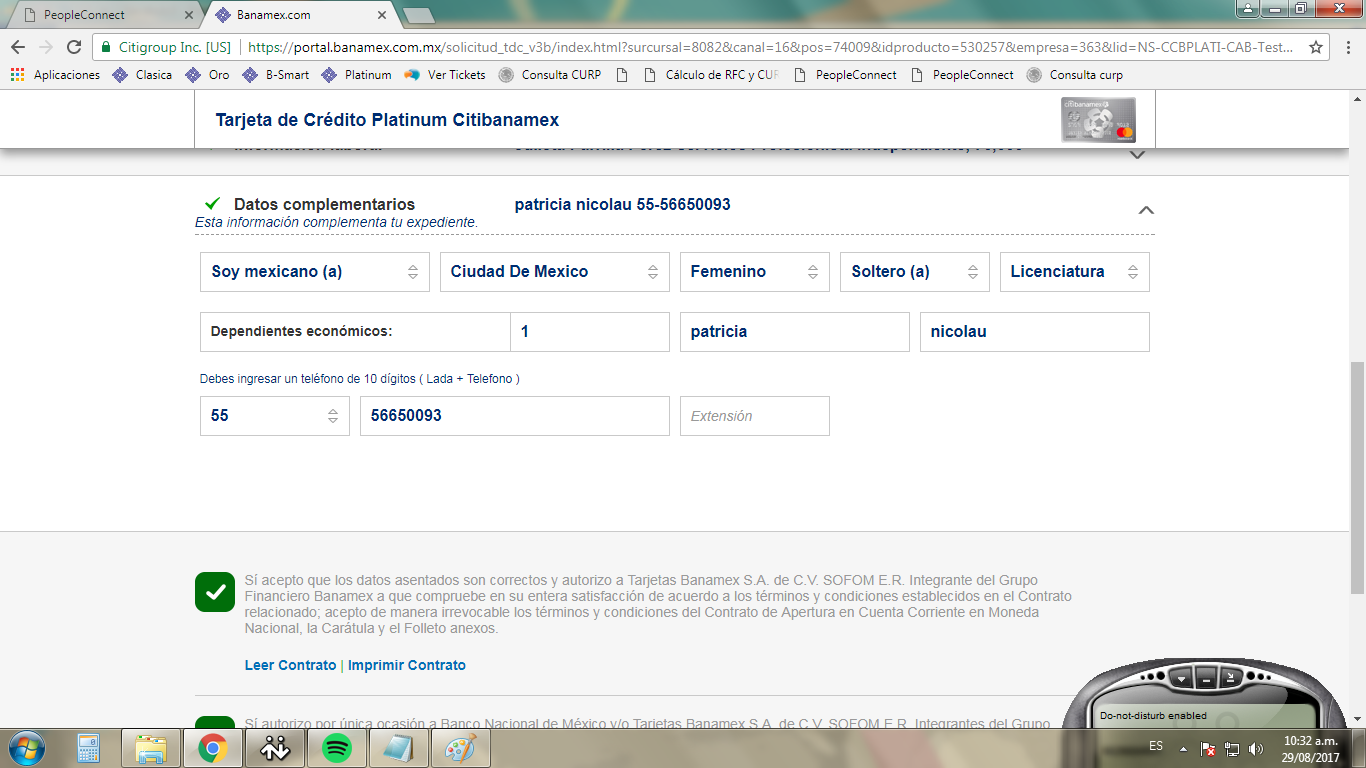 PeopleConnect
Banamex.com
Citigroup Inc. [US]
https://portal.banamex.com.mx/solicitud_tdc_v3b/index.html?surcursal=8082&canal=16&pos=74009&idproducto=530257&empresa=363&lid=NS-CCBPLATI-CAB-Test...
Aplicaciones Clasica Oro B-Smart Platinum Ver Tickets Consulta CURP Cálculo de RFC y CUR PeopleConnect PeopleConnect Consulta curp
Tarjeta de Crédito Platinum Citibanamex
citibanamex
Datos complementarios patricia nicolau 55-56650093
Esta información complementa tu expediente.
Soy mexicano (a) Ciudad De Mexico Femenino Soltero (a) Licenciatura
Dependientes económicos: 1 patricia nicolau
Debes ingresar un teléfono de 10 dígitos ( Lada + Telefono )
55 56650093 Extensión
Sí acepto que los datos asentados son correctos y autorizo a Tarjetas Banamex S.A. de C.V. SOFOM E.R. Integrante del Grupo
Financiero Banamex a que compruebe en su entera satisfacción de acuerdo a los términos y condiciones establecidos en el Contrato
relacionado; acepto de manera irrevocable los términos y condiciones del Contrato de Apertura en Cuenta Corriente en Moneda
Nacional, la Carátula y el Folleto anexos.
Leer Contrato | Imprimir Contrato
Sí autorizo por única ocasión a Banco Nacional de México y/o Tarjetas Banamex S.A. de C.V. SOFOM E.R. Integrantes del Grupo
Do-not-disturb enabled
ES
10:32 a.m.
29/08/2017